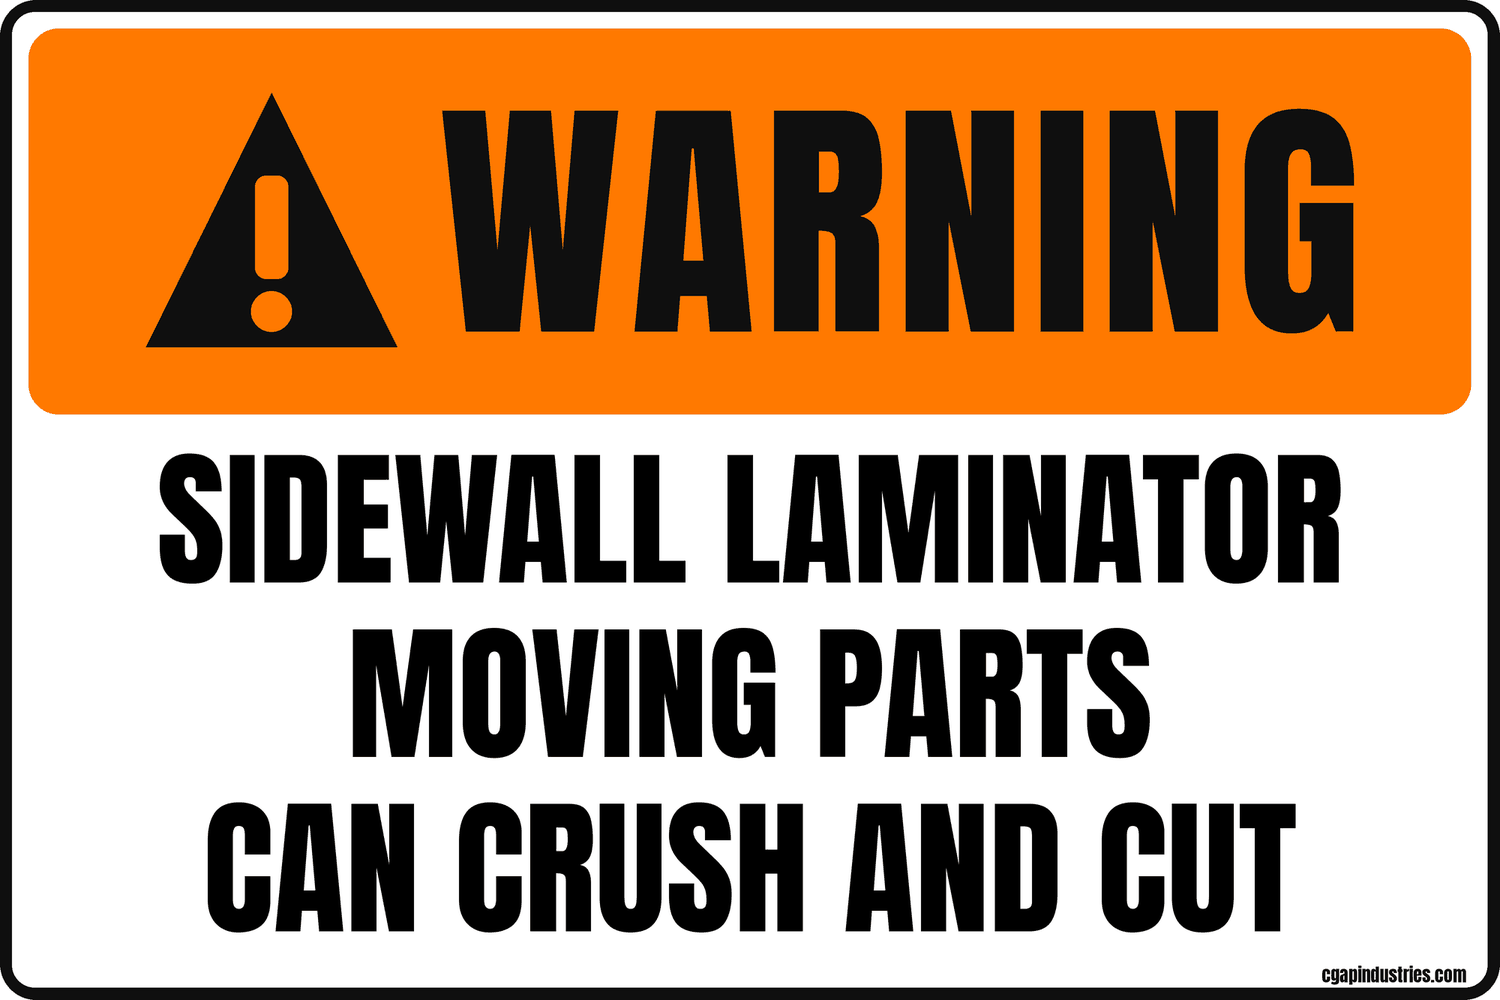 WARNING
SIDEWALL LAMINATOR
MOVING PARTS
CAN CRUSH AND CUT
cgapindustries.com